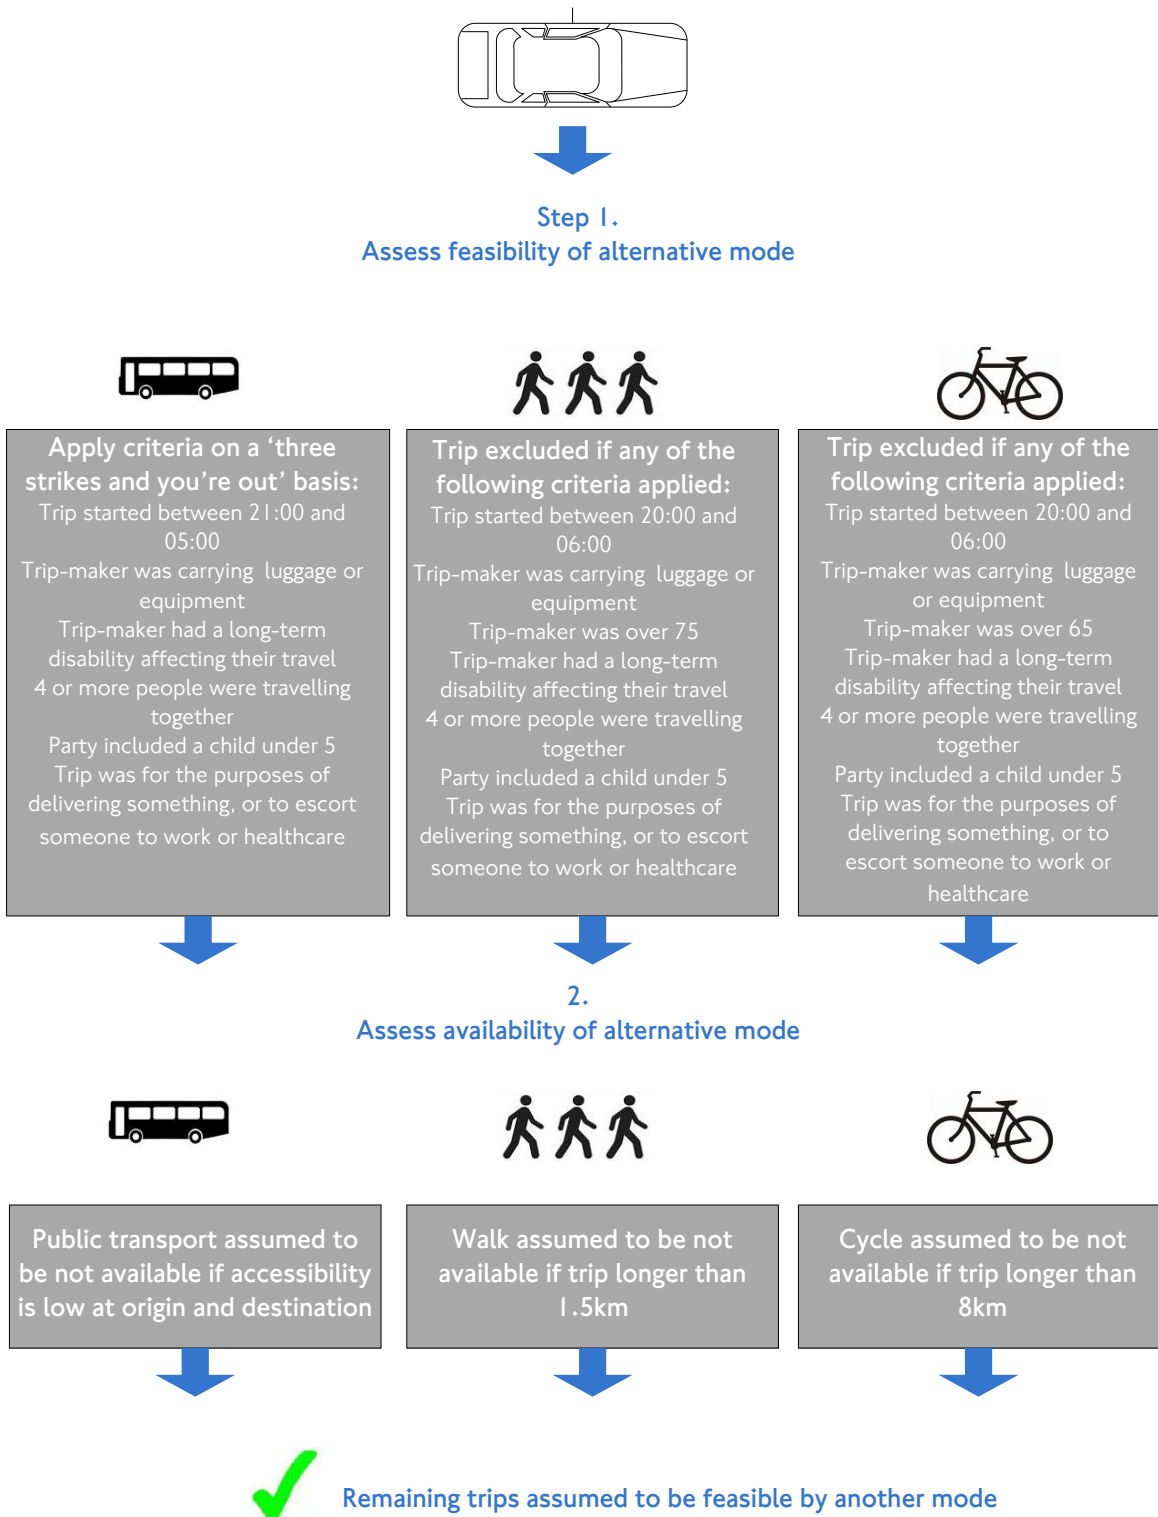 Step 1.
Assess feasibility of alternative mode
Apply criteria on a ‘three
strikes and you’re out’ basis:
Trip started between 21:00 and
05:00
Trip-maker was carrying luggage or
equipment
Trip-maker had a long-term
disability affecting their travel
4 or more people were travelling
together
Party included a child under 5
Trip was for the purposes of
delivering something, or to escort
someone to work or healthcare
Trip excluded if any of the
following criteria applied:
Trip started between 20:00 and
06:00
Trip-maker was carrying luggage or
equipment
Trip-maker was over 75
Trip-maker had a long-term
disability affecting their travel
4 or more people were travelling
together
Party included a child under 5
Trip was for the purposes of
delivering something, or to escort
someone to work or healthcare
Trip excluded if any of the
following criteria applied:
Trip started between 20:00 and
06:00
Trip-maker was carrying luggage
or equipment
Trip-maker was over 65
Trip-maker had a long-term
disability affecting their travel
4 or more people were travelling
together
Party included a child under 5
Trip was for the purposes of
delivering something, or to
escort someone to work or
healthcare
2.
Assess availability of alternative mode
Public transport assumed to
be not available if accessibility
is low at origin and destination
Walk assumed to be not
available if trip longer than
1.5km
Cycle assumed to be not
available if trip longer than
8km
Remaining trips assumed to be feasible by another mode